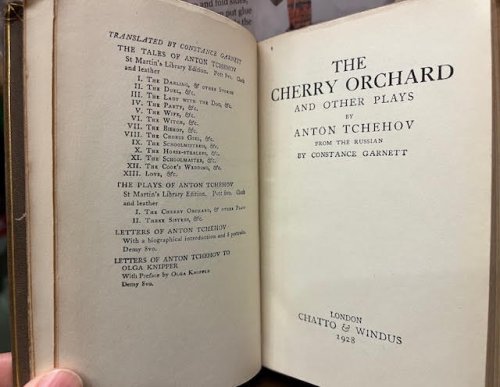 and fold sides,
put glue
TRANSLATED BY CONSTANCE GARNETT
THE TALES OF ANTON TCHEHOV
St Martin's Library Edition. Pott 8vo. Cloth
and leather
I. THE DARLING, & OTHER STORIES
II. THE DUEL, &c.
III. THE LADY WITH THE DOG, &c.
IV. THE PARTY, &c.
V. THE WIFE, &c.
VI. THE WITCH, &c.
VII. THE BISHOP, &c.
VIII. THE CHORUS GIRL, &c.
IX. THE SCHOOLMISTRESS, &c.
X. THE HORSE-STEALERS, &c.
XI. THE SCHOOLMASTER, &c.
XII. THE COOK'S WEDDING, &c.
XIII. LOVE, &c.
THE PLAYS OF ANTON TCHEHOV
St Martin's Library Edition. Pott 8vo. Cloth
and leather
I. THE CHERRY ORCHARD, & OTHER PLAYS
II. THREE SISTERS, &c.
LETTERS OF ANTON TCHEHOV
With a biographical introduction and 8 portraits.
Demy 8vo.
LETTERS OF ANTON TCHEHOV TO
OLGA KNIPPER
With Preface by OLGA KNIPPER
Demy 8vo.
THE
CHERRY ORCHARD
AND OTHER PLAYS
BY
ANTON TCHEHOV
FROM THE RUSSIAN
BY CONSTANCE GARNETT
LONDON
CHATTO & WINDUS
1928